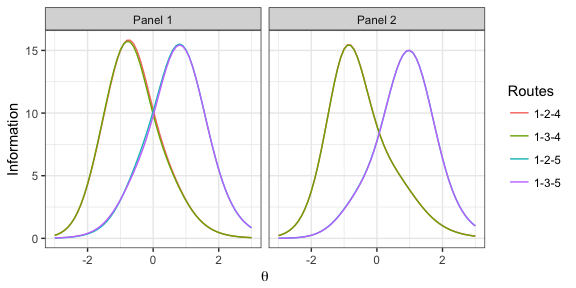 Panel 1
Panel 2
15
10
5
0
Information
-2
0
2
-2
0
2
θ
Routes
1-2-4
1-3-4
1-2-5
1-3-5